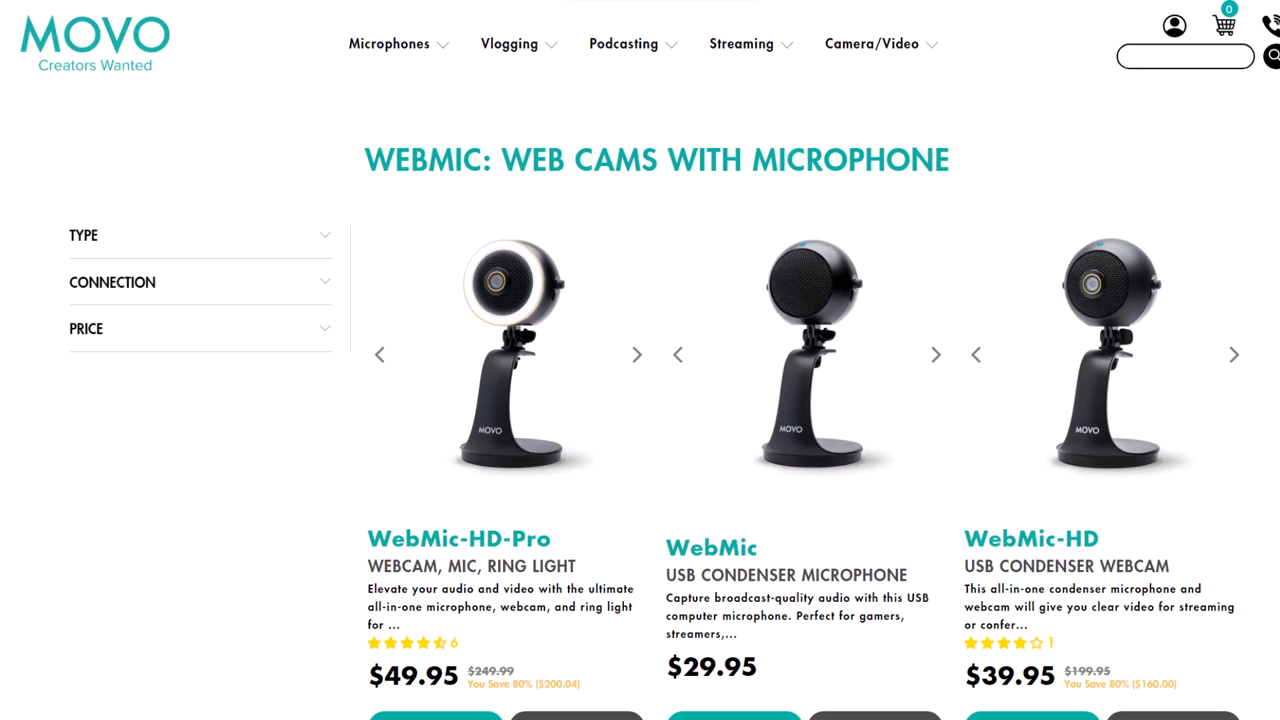 MOVO
Creators Wanted
Microphones
Vlogging
Podcasting
Streaming
Camera/Video
0
WEBMIC: WEB CAMS WITH MICROPHONE
TYPE
CONNECTION
PRICE
MOVO
MOVO
MOVO
WebMic-HD-Pro
WEBCAM, MIC, RING LIGHT
Elevate your audio and video with the ultimate
all-in-one microphone, webcam, and ring light
for ...
6
$49.95 $249.99
You Save 80% ($200.04)
WebMic
USB CONDENSER MICROPHONE
Capture broadcast-quality audio with this USB
computer microphone. Perfect for gamers,
streamers,...
$29.95
WebMic-HD
USB CONDENSER WEBCAM
This all-in-one condenser microphone and
webcam will give you clear video for streaming
or confer...
1
$39.95 $199.95
You Save 80% ($160.00)